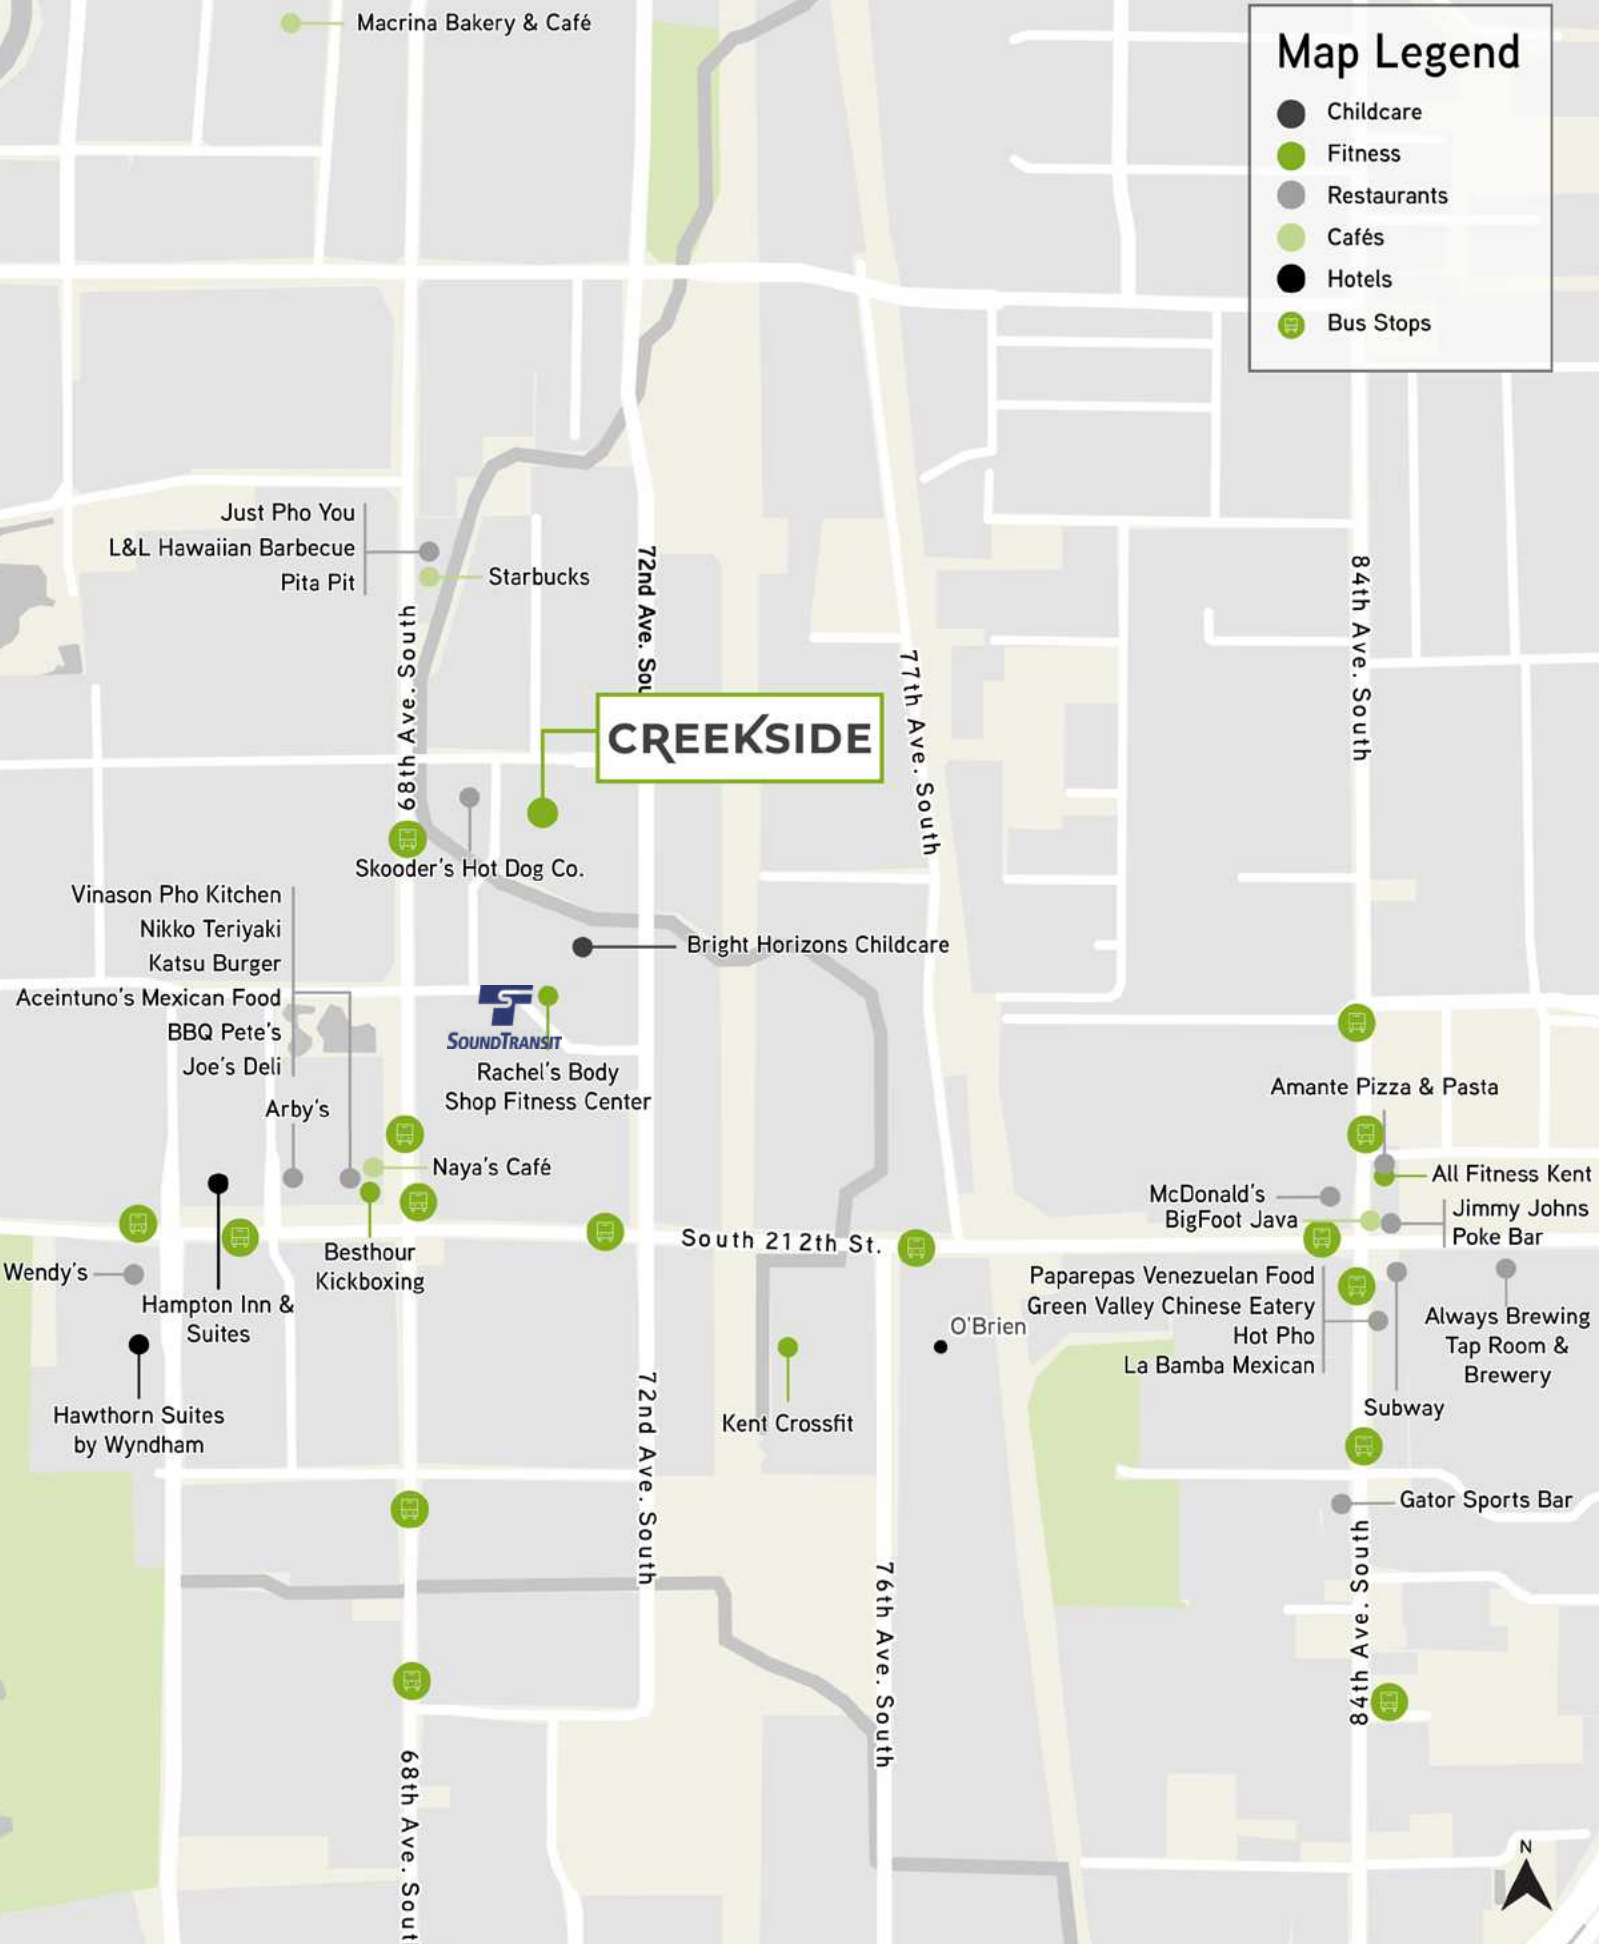 Macrina Bakery & Café
Map Legend
Childcare
Fitness
Restaurants
Cafés
Hotels
Bus Stops
Just Pho You
L&L Hawaiian Barbecue
Pita Pit
Starbucks
68th Ave. South
72nd Ave. Sou
84th Ave. South
77th Ave. South
CREEKSIDE
Skooder's Hot Dog Co.
Vinason Pho Kitchen
Nikko Teriyaki
Katsu Burger
Aceintuno's Mexican Food
BBQ Pete's
Joe's Deli
Bright Horizons Childcare
SOUNDTRANSIT
Rachel's Body
Shop Fitness Center
Arby's
Naya's Café
Amante Pizza & Pasta
All Fitness Kent
McDonald's
BigFoot Java
Jimmy Johns
Poke Bar
South 212th St.
Wendy's
Besthour
Kickboxing
Hampton Inn &
Suites
Hawthorn Suites
by Wyndham
O'Brien
Kent Crossfit
Paparepas Venezuelan Food
Green Valley Chinese Eatery
Hot Pho
La Bamba Mexican
Always Brewing
Tap Room &
Brewery
Subway
Gator Sports Bar
72nd Ave. South
76th Ave. South
84th Ave. South
68th Ave. Sout
N